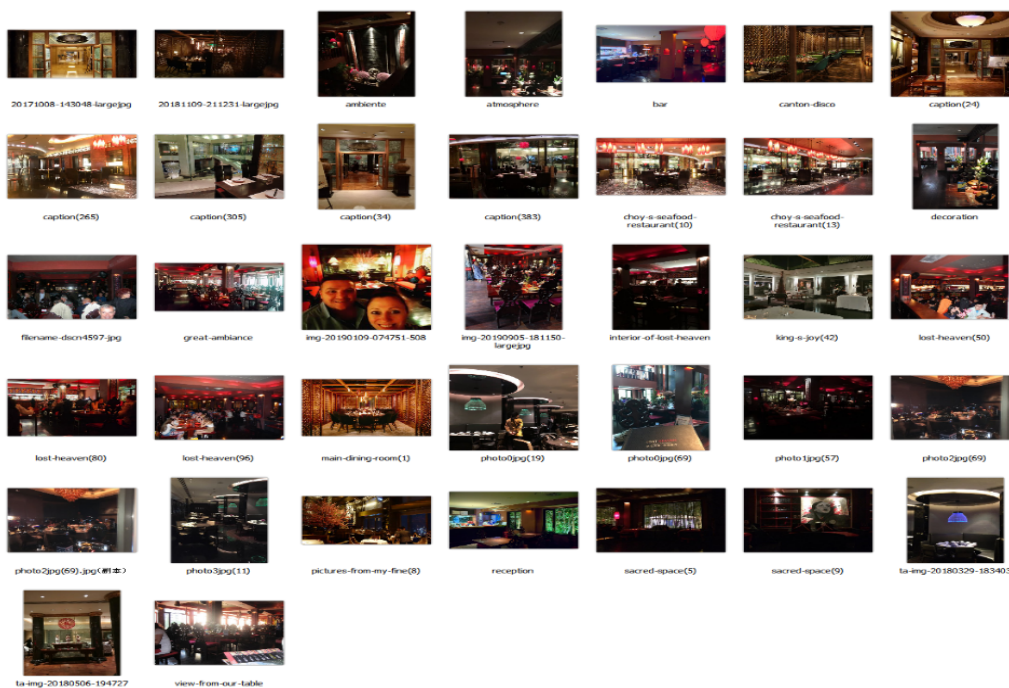 20171008-143048-largejpg
20181109-211231-largejpg
ambiente
atmosphere
bar
canton-disco
caption(24)
caption(265)
caption(305)
caption(34)
caption(383)
choy-s-seafood-
restaurant(10)
choy-s-seafood-
restaurant(13)
decoration
filename-dscn4597-jpg
great-ambiance
img-20190109-074751-508
img-20190905-181150-
largejpg
interior-of-lost-heaven
king-s-joy(42)
lost-heaven(50)
lost-heaven(80)
lost-heaven(96)
main-dining-room(1)
photo0jpg(19)
photo0jpg(69)
photo1jpg(57)
photo2jpg(69)
photo2jpg(69).jpg(副本)
photo3jpg(11)
pictures-from-my-fine(8)
reception
sacred-space(5)
sacred-space(9)
ta-img-20180329-183403
ta-img-20180506-194727
view-from-our-table